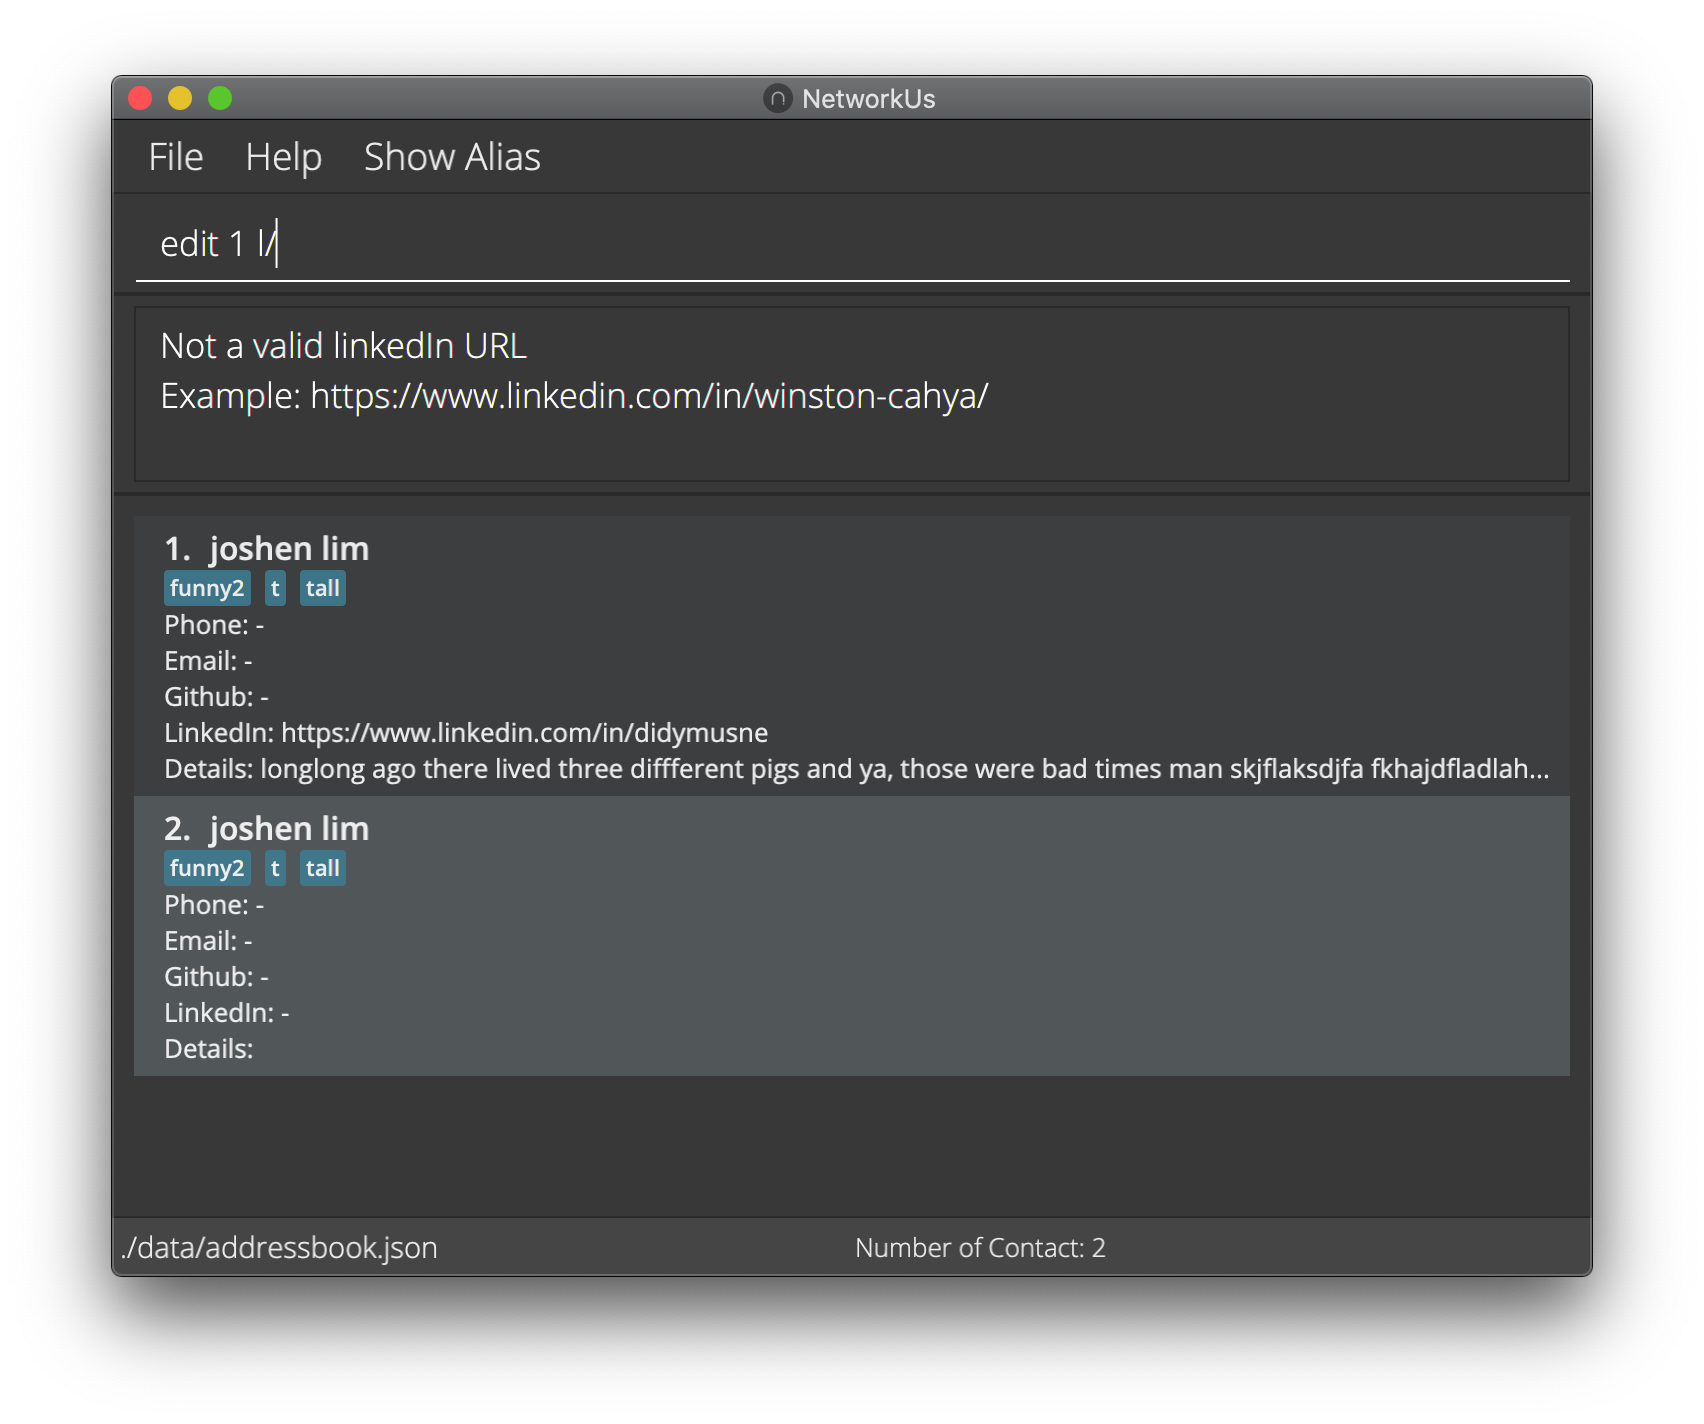 NetworkUs
File Help Show Alias
edit 1 l/
Not a valid linkedIn URL
Example: https://www.linkedin.com/in/winston-cahya/
1. joshen lim
funny2 t tall
Phone: -
Email: -
Github: -
LinkedIn: https://www.linkedin.com/in/didymusne
Details: longlong ago there lived three diffferent pigs and ya, those were bad times man skjflaksdjfa fkhajdfladlah...
2. joshen lim
funny2 t tall
Phone: -
Email: -
Github: -
LinkedIn: -
Details:
./data/addressbook.json Number of Contact: 2